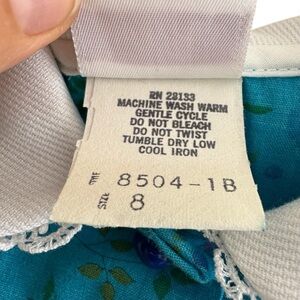 RN 28133
MACHINE WASH WARM
GENTLE CYCLE
DO NOT BLEACH
DO NOT TWIST
TUMBLE DRY LOW
COOL IRON
8504-1B
SIZE 8